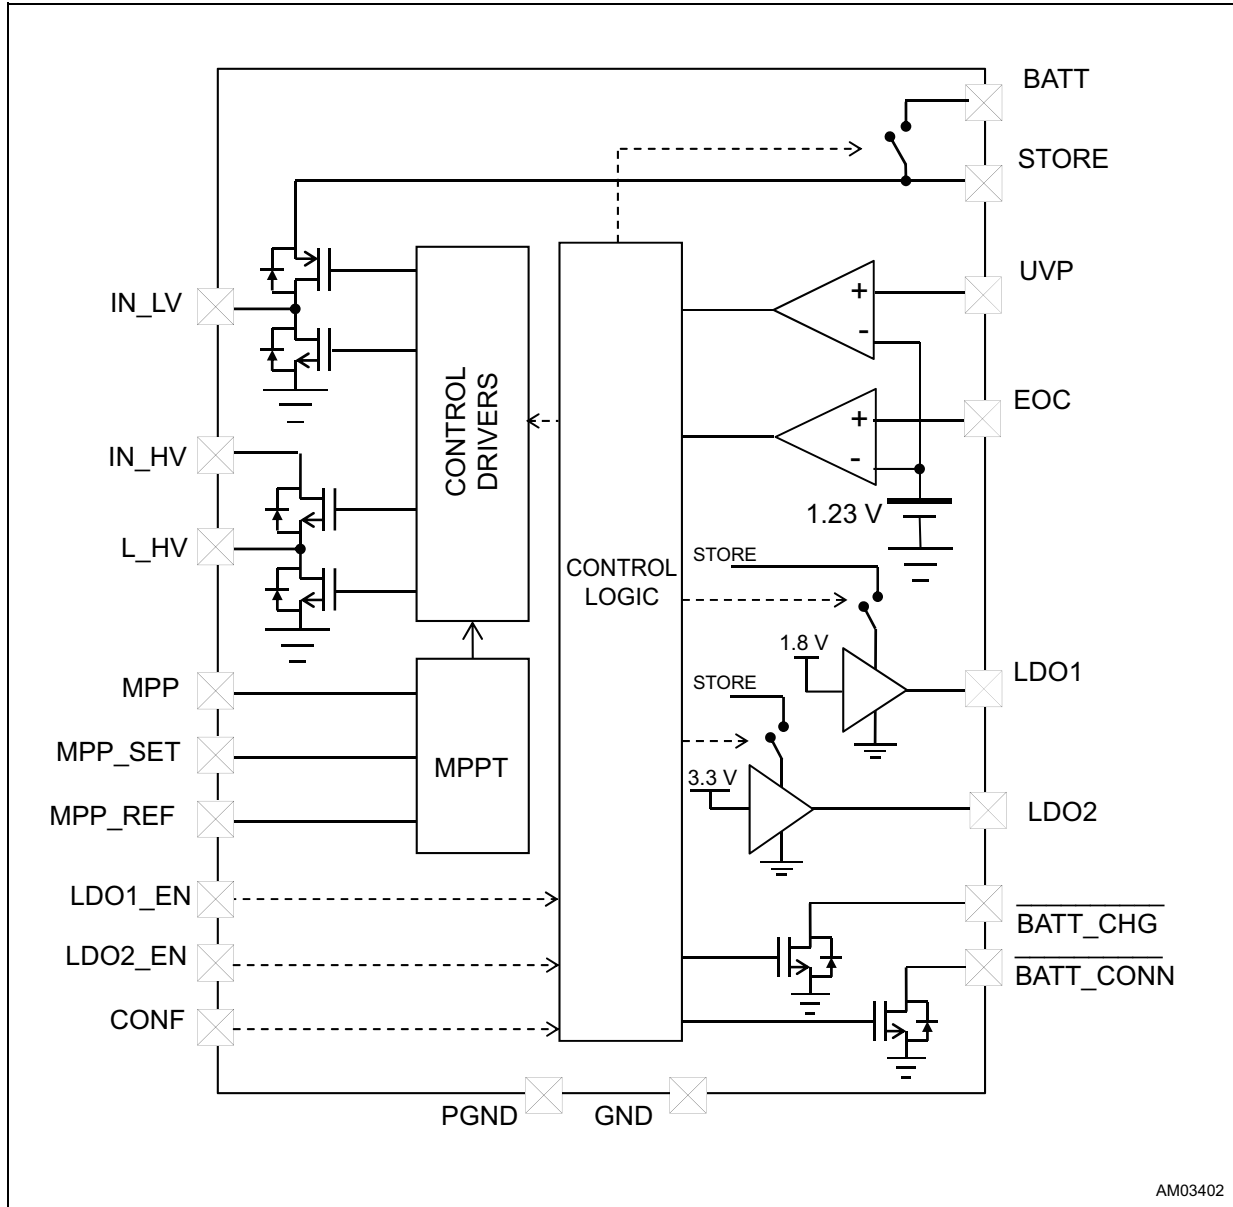 BATT
STORE
UVP
IN_LV
+
-
EOC
CONTROL
DRIVERS
+
-
IN_HV
1.23 V
L_HV
STORE
CONTROL
LOGIC
1.8 V
LDO1
MPP
STORE
MPP_SET
MPPT
3.3 V
MPP_REF
LDO2
LDO1_EN
BATT_CHG
LDO2_EN
BATT_CONN
CONF
PGND
GND
AM03402